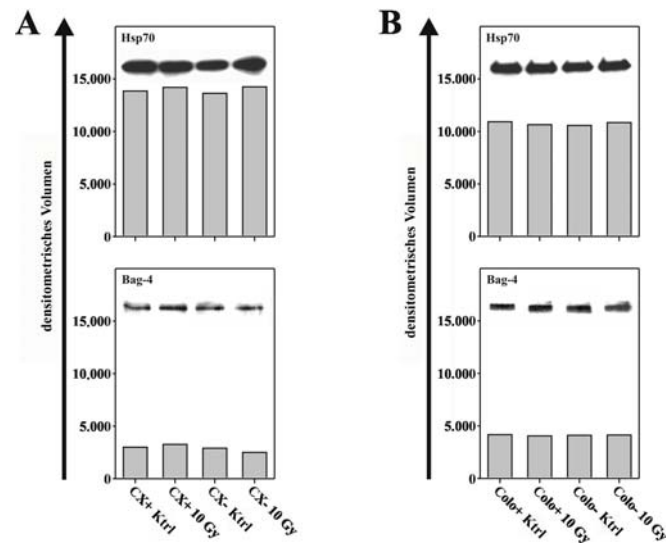 A
Hsp70
15.000
10.000
5.000
0
Bag-4
15.000
10.000
5.000
0
densitometrisches Volumen
CX+ Ktrl
CX+ 10 Gy
CX- Ktrl
CX- 10 Gy
B
Hsp70
15.000
10.000
5.000
0
Bag-4
15.000
10.000
5.000
0
densitometrisches Volumen
Colo+ Ktrl
Colo+ 10 Gy
Colo- Ktrl
Colo- 10 Gy